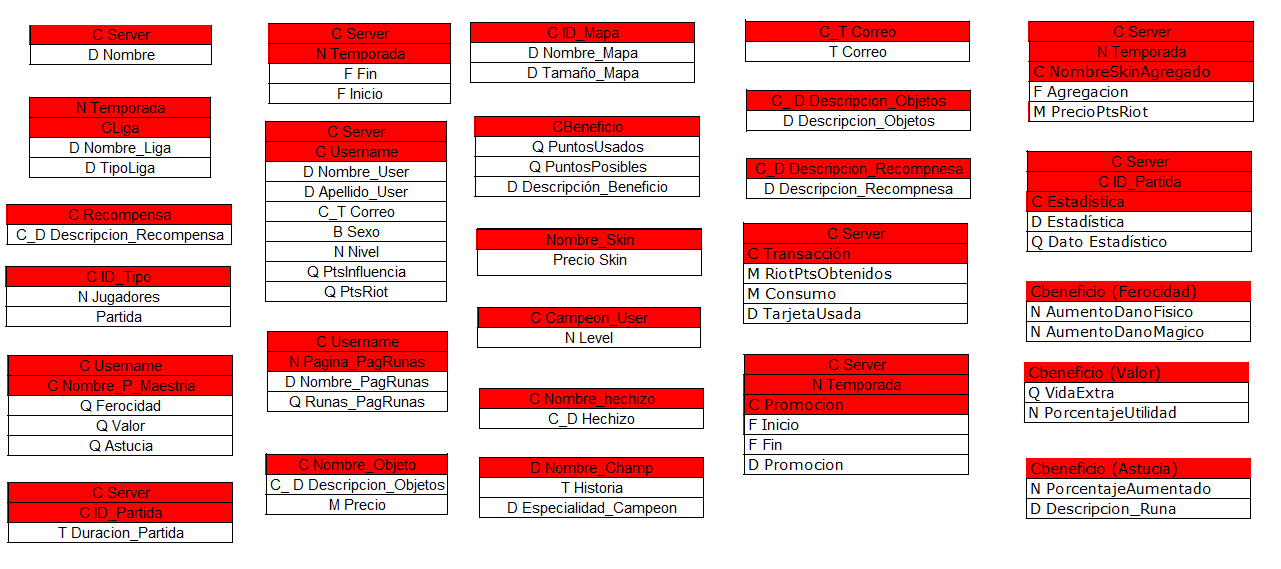 C Server
D Nombre
N Temporada
CLiga
D Nombre_Liga
D TipoLiga
C Recompensa
C_D Descripcion_Recompensa
C ID_Tipo
N Jugadores
Partida
C Username
C Nombre_P_Maestria
Q Ferocidad
Q Valor
Q Astucia
C Server
C ID_Partida
T Duracion_Partida
C Server
N Temporada
F Fin
F Inicio
C Server
C Username
D Nombre_User
D Apellido_User
C_T Correo
B Sexo
N Nivel
Q PtsInfluencia
Q PtsRiot
C Username
N Pagina_PagRunas
D Nombre_PagRunas
Q Runas_PagRunas
C Nombre_Objeto
C_ D Descripcion_Objetos
M Precio
C ID_Mapa
D Nombre_Mapa
D Tamaño_Mapa
CBeneficio
Q PuntosUsados
Q PuntosPosibles
D Descripción_Beneficio
Nombre_Skin
Precio Skin
C Campeon_User
N Level
C Nombre_hechizo
C_D Hechizo
D Nombre_Champ
T Historia
D Especialidad_Campeon
C_T Correo
T Correo
C_ D Descripcion_Objetos
D Descripcion_Objetos
C_D Descripcion_Recompnesa
D Descripcion_Recompnesa
C Server
C Transacción
M RiotPtsObtenidos
M Consumo
D TarjetaUsada
C Server
N Temporada
C Promocion
F Inicio
F Fin
D Promocion
C Server
N Temporada
C NombreSkinAgregado
F Agregacion
M PrecioPtsRiot
C Server
C ID_Partida
C Estadística
D Estadística
Q Dato Estadístico
Cbeneficio (Ferocidad)
N AumentoDanoFisico
N AumentoDanoMagico
Cbeneficio (Valor)
Q VidaExtra
N PorcentajeUtilidad
Cbeneficio (Astucia)
N PorcentajeAumentado
D Descripcion_Runa